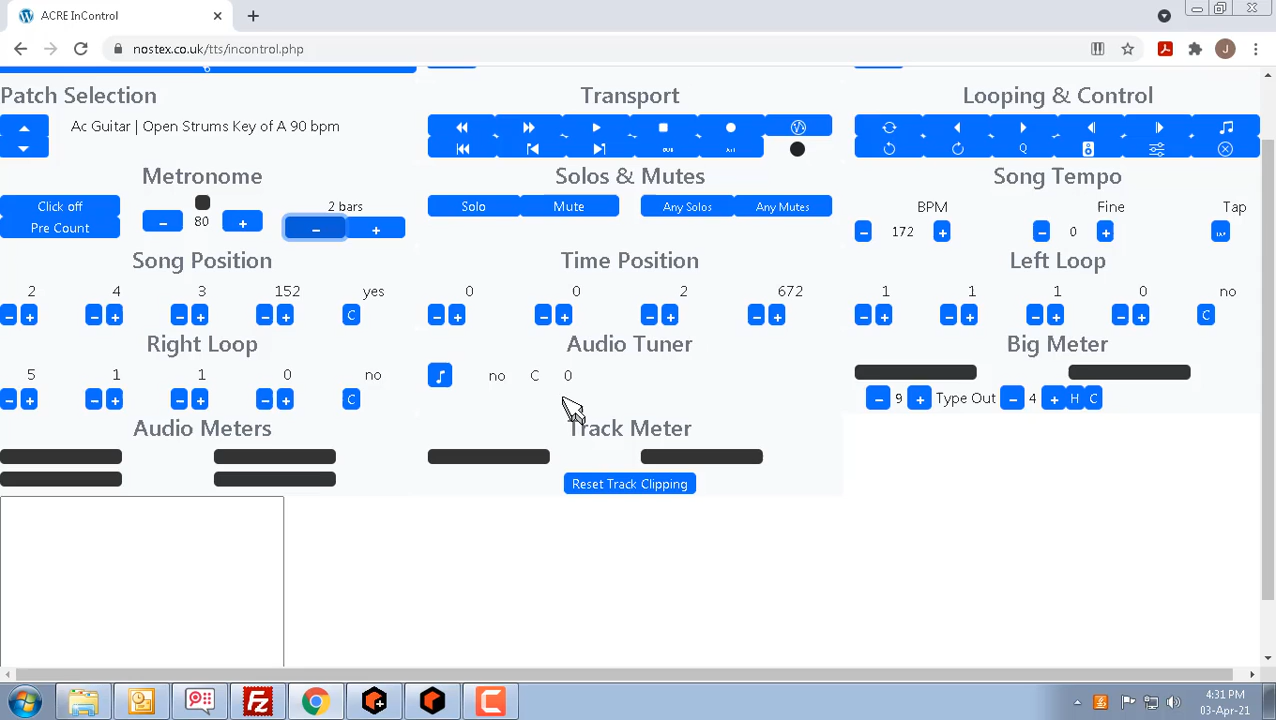 ACRE InControl
nostex.co.uk/tts/incontrol.php
J
Patch Selection
Transport
Looping & Control
Ac Guitar | Open Strums Key of A 90 bpm
Q
Metronome
Solos & Mutes
Song Tempo
Click off
2 bars
Solo
Mute
Any Solos
Any Mutes
BPM
Fine
Tap
Pre Count
- 80 +
- +
- 172 +
- 0 +
Song Position
Time Position
Left Loop
2 4 3 152 yes
0 0 2 672
1 1 1 0 no
- + - + - + - + C
- + - + - + - +
- + - + - + - + C
Right Loop
Audio Tuner
Big Meter
5 1 1 0 no
no C 0
- + - + - + - + C
- 9 + Type Out - 4 + H C
Audio Meters
Track Meter
Reset Track Clipping
4:31 PM
03-Apr-21